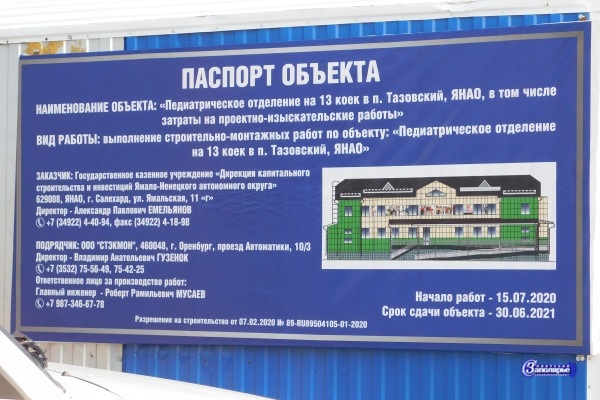 ПАСПОРТ ОБЪЕКТА
НАИМЕНОВАНИЕ ОБЪЕКТА: «Педиатрическое отделение на 13 коек в п. Тазовский, ЯНАО, в том числе
затраты на проектно-изыскательские работы»
ВИД РАБОТЫ: выполнение строительно-монтажных работ по объекту: «Педиатрическое отделение
на 13 коек в п. Тазовский, ЯНАО»
ЗАКАЗЧИК: Государственное казенное учреждение «Дирекция капитального
строительства и инвестиций Ямало-Ненецкого автономного округа»
629008, ЯНАО, г. Салехард, ул. Ямальская, 11 «г»
Директор - Александр Павлович ЕМЕЛЬЯНОВ
+7 (34922) 4-40-94, факс (34922) 4-18-98
ПОДРЯДЧИК: ООО "СТЭКМОН", 460048, г. Оренбург, проезд Автоматики, 10/3
Директор - Владимир Анатольевич ГУЗЕНОК
+7 (3532) 75-56-49, 75-42-25
Ответственное лицо за производство работ:
Главный инженер - Роберт Рамильевич МУСАЕВ
+7 987-346-67-78
Начало работ - 15.07.2020
Срок сдачи объекта - 30.06.2021
Разрешение на строительство от 07.02.2020 № 89-RU89504105-01-2020
Заполярье